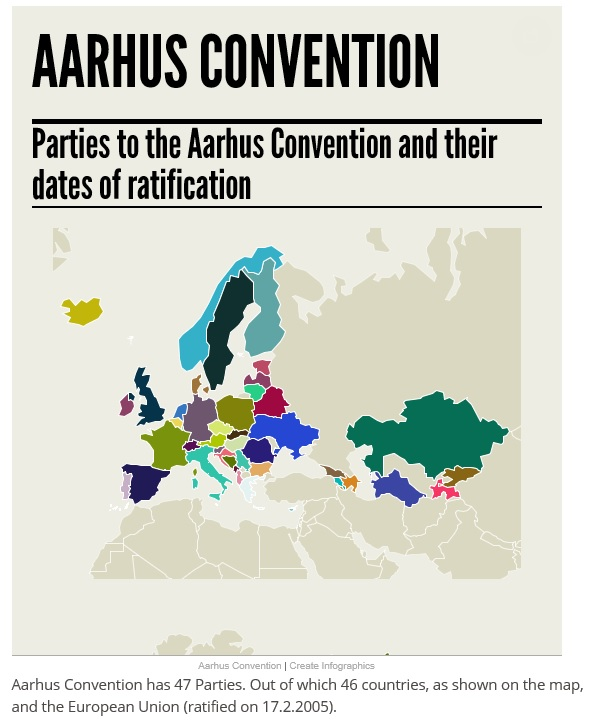 AARHUS CONVENTION
Parties to the Aarhus Convention and their
dates of ratification
Aarhus Convention | Create Infographics
Aarhus Convention has 47 Parties. Out of which 46 countries, as shown on the map,
and the European Union (ratified on 17.2.2005).